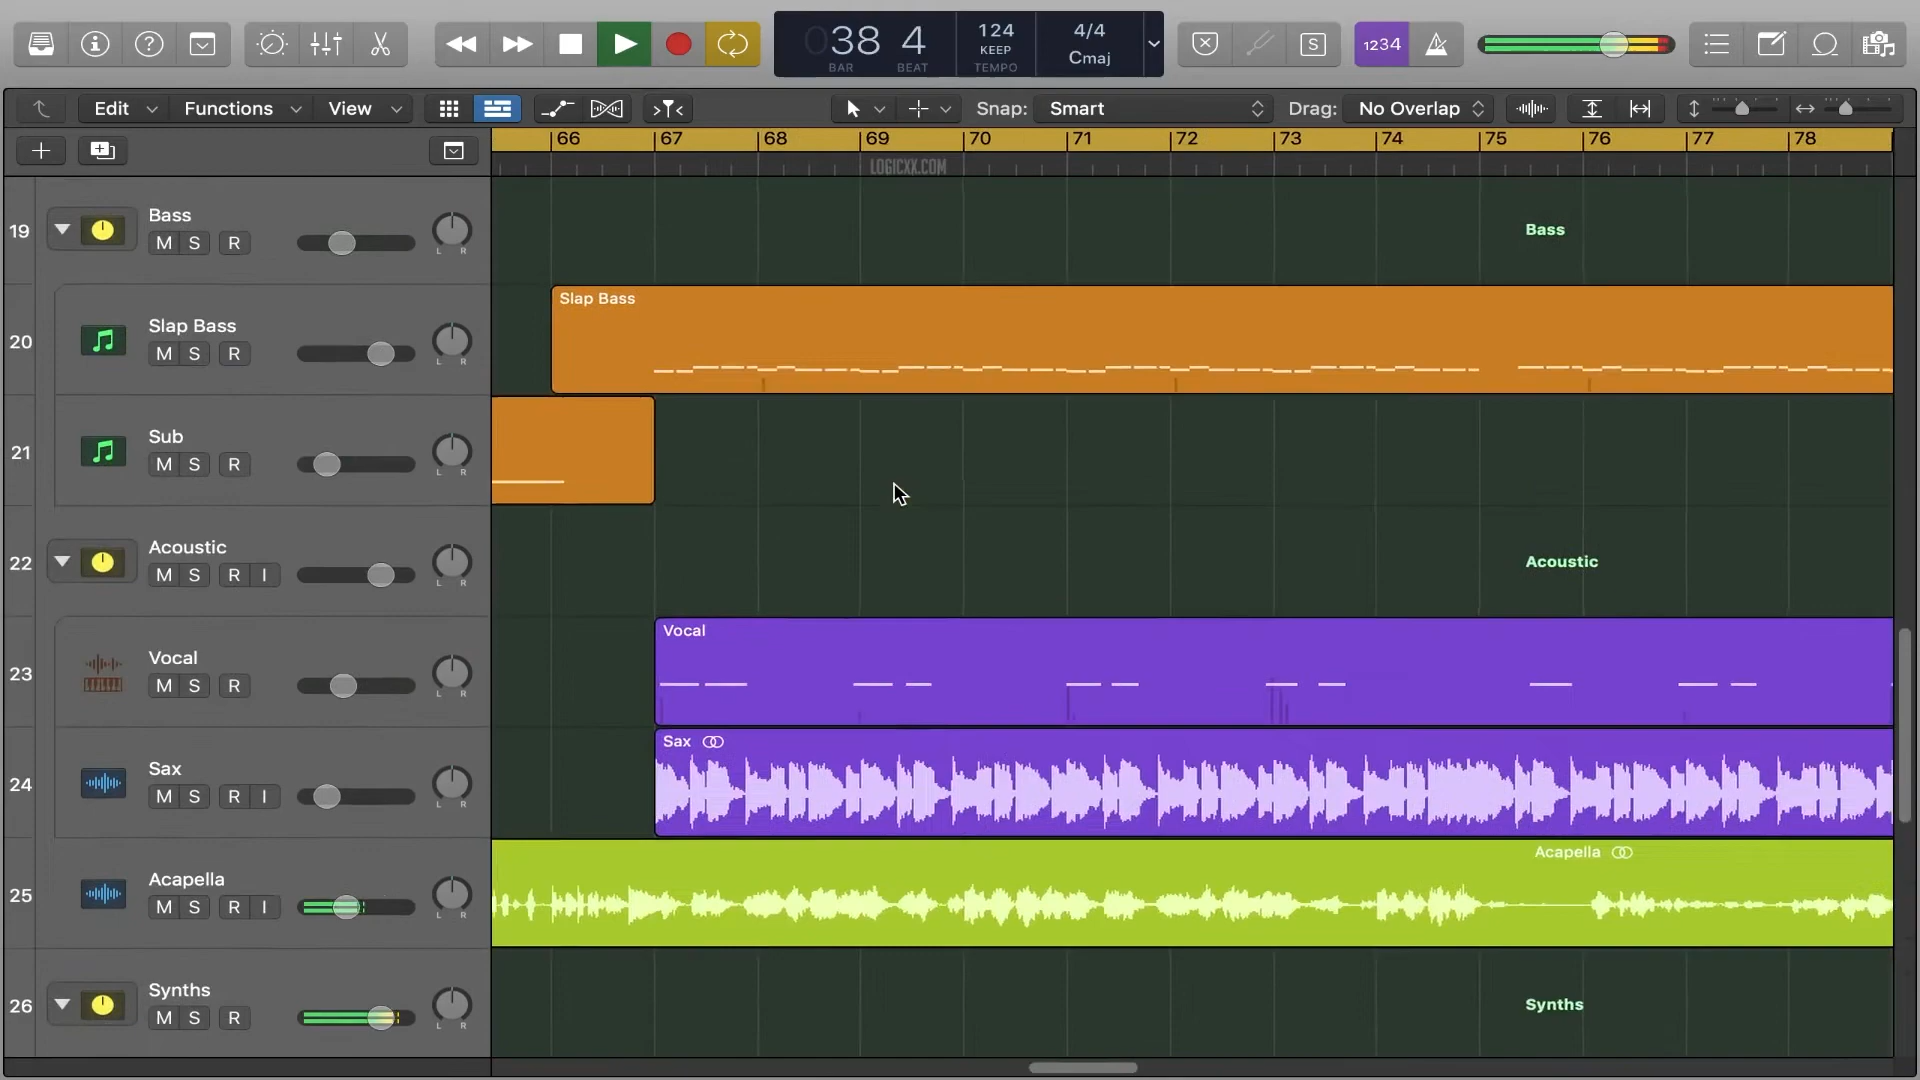 038 4
BAR BEAT
124
KEEP
TEMPO
4/4
Cmaj
S
1234
Edit Functions View
Snap: Smart
Drag: No Overlap
66 67 68 69 70 71 72 73 74 75 76 77 78
LOGICXX.COM
19
Bass
M S R
L R
Bass
20
Slap Bass
M S R
L R
Slap Bass
21
Sub
M S R
L R
22
Acoustic
M S R I
L R
Acoustic
23
Vocal
M S R
L R
Vocal
24
Sax
M S R I
L R
Sax
25
Acapella
M S R I
L R
Acapella
26
Synths
M S R
L R
Synths